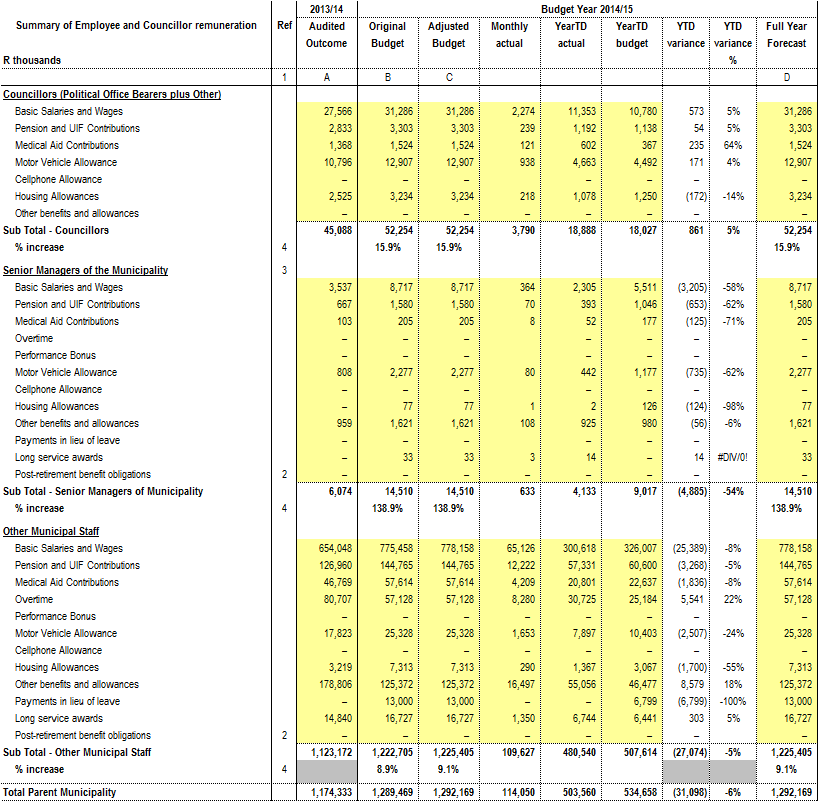 2013/14 Budget Year 2014/15
Summary of Employee and Councillor remuneration Ref Audited Original Adjusted Monthly YearTD YearTD YTD YTD Full Year
Outcome Budget Budget actual actual budget variance variance Forecast
R thousands %
1 A B C D
Councillors (Political Office Bearers plus Other)
Basic Salaries and Wages 27,566 31,286 31,286 2,274 11,353 10,780 573 5% 31,286
Pension and UIF Contributions 2,833 3,303 3,303 239 1,192 1,138 54 5% 3,303
Medical Aid Contributions 1,368 1,524 1,524 121 602 367 235 64% 1,524
Motor Vehicle Allowance 10,796 12,907 12,907 938 4,663 4,492 171 4% 12,907
Cellphone Allowance – – – – – – – – –
Housing Allowances 2,525 3,234 3,234 218 1,078 1,250 (172) -14% 3,234
Other benefits and allowances – – – – – – – – –
Sub Total - Councillors 45,088 52,254 52,254 3,790 18,888 18,027 861 5% 52,254
% increase 4 15.9% 15.9% 15.9%
Senior Managers of the Municipality 3
Basic Salaries and Wages 3,537 8,717 8,717 364 2,305 5,511 (3,205) -58% 8,717
Pension and UIF Contributions 667 1,580 1,580 70 393 1,046 (653) -62% 1,580
Medical Aid Contributions 103 205 205 8 52 177 (125) -71% 205
Overtime – – – – – – – – –
Performance Bonus – – – – – – – – –
Motor Vehicle Allowance 808 2,277 2,277 80 442 1,177 (735) -62% 2,277
Cellphone Allowance – – – – – – – – –
Housing Allowances – 77 77 1 2 126 (124) -98% 77
Other benefits and allowances 959 1,621 1,621 108 925 980 (56) -6% 1,621
Payments in lieu of leave – – – – – – – – –
Long service awards – 33 33 3 14 – 14 #DIV/0! 33
Post-retirement benefit obligations 2 – – – – – – – – –
Sub Total - Senior Managers of Municipality 6,074 14,510 14,510 633 4,133 9,017 (4,885) -54% 14,510
% increase 4 138.9% 138.9% 138.9%
Other Municipal Staff
Basic Salaries and Wages 654,048 775,458 778,158 65,126 300,618 326,007 (25,389) -8% 778,158
Pension and UIF Contributions 126,960 144,765 144,765 12,222 57,331 60,600 (3,268) -5% 144,765
Medical Aid Contributions 46,769 57,614 57,614 4,209 20,801 22,637 (1,836) -8% 57,614
Overtime 80,707 57,128 57,128 8,280 30,725 25,184 5,541 22% 57,128
Performance Bonus – – – – – – – – –
Motor Vehicle Allowance 17,823 25,328 25,328 1,653 7,897 10,403 (2,507) -24% 25,328
Cellphone Allowance – – – – – – – – –
Housing Allowances 3,219 7,313 7,313 290 1,367 3,067 (1,700) -55% 7,313
Other benefits and allowances 178,806 125,372 125,372 16,497 55,056 46,477 8,579 18% 125,372
Payments in lieu of leave – 13,000 13,000 – – 6,799 (6,799) -100% 13,000
Long service awards 14,840 16,727 16,727 1,350 6,744 6,441 303 5% 16,727
Post-retirement benefit obligations 2 – – – – – – – – –
Sub Total - Other Municipal Staff 1,123,172 1,222,705 1,225,405 109,627 480,540 507,614 (27,074) -5% 1,225,405
% increase 4 8.9% 9.1% 9.1%
Total Parent Municipality 1,174,333 1,289,469 1,292,169 114,050 503,560 534,658 (31,098) -6% 1,292,169